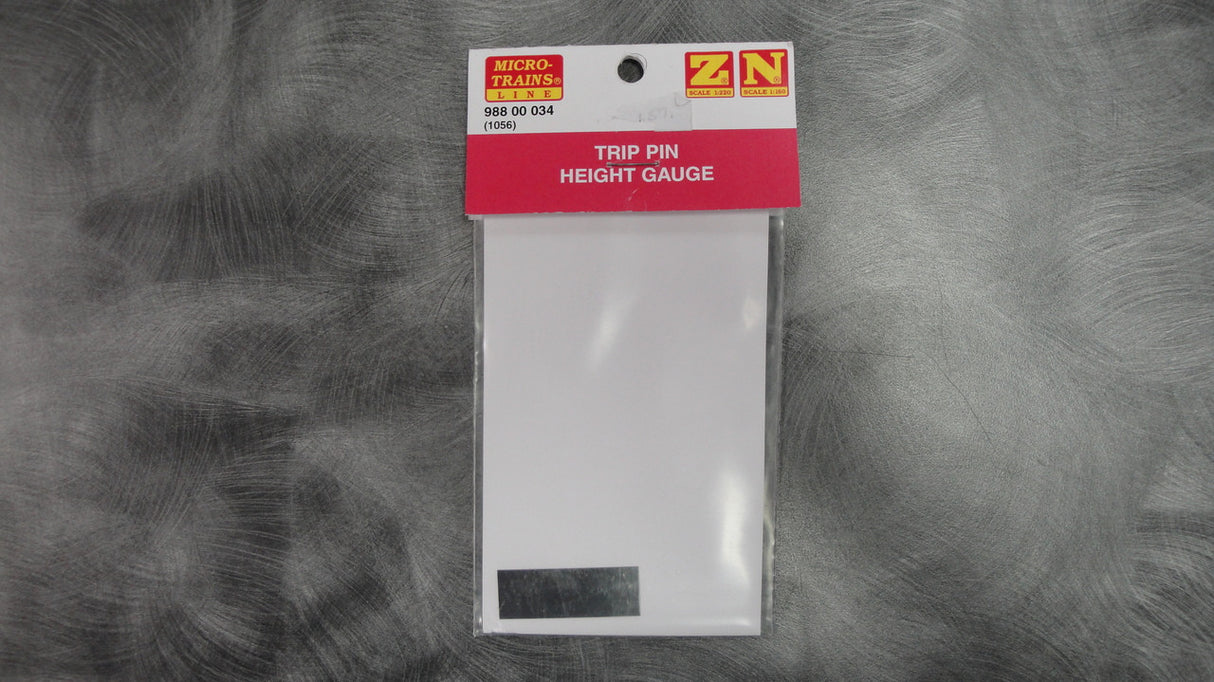 MICRO-
TRAINS®
LINE
988 00 034
(1056)
Z®
SCALE 1:220
N®
SCALE 1:160
TRIP PIN
HEIGHT GAUGE